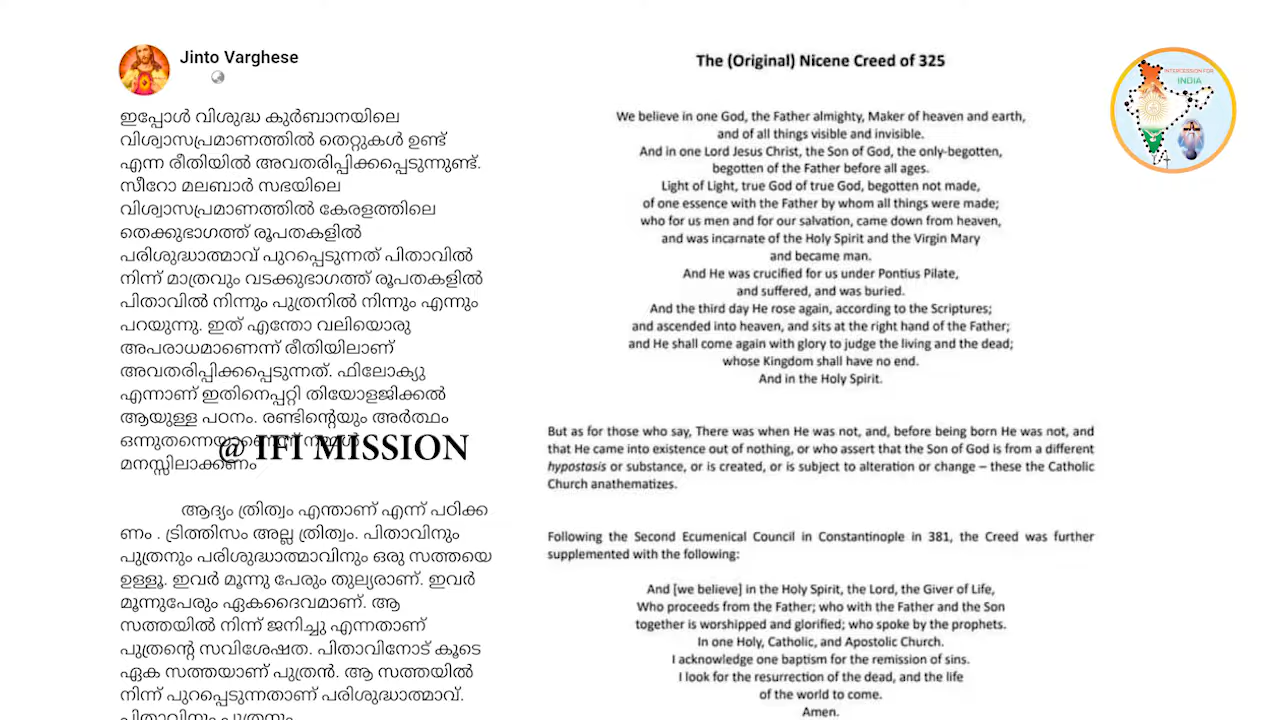 Jinto Varghese
ഇപ്പോൾ വിശുദ്ധ കുർബാനയിലെ
വിശ്വാസപ്രമാണത്തിൽ തെറ്റുകൾ ഉണ്ട്
എന്ന രീതിയിൽ അവതരിപ്പിക്കപ്പെടുന്നുണ്ട്.
സീറോ മലബാർ സഭയിലെ
വിശ്വാസപ്രമാണത്തിൽ കേരളത്തിലെ
തെക്കുഭാഗത്ത് രൂപതകളിൽ
പരിശുദ്ധാത്മാവ് പുറപ്പെടുന്നത് പിതാവിൽ
നിന്ന് മാത്രവും വടക്കുഭാഗത്ത് രൂപതകളിൽ
പിതാവിൽ നിന്നും പുത്രനിൽ നിന്നും എന്നും
പറയുന്നു. ഇത് എന്തോ വലിയൊരു
അപരാധമാണെന്ന് രീതിയിലാണ്
അവതരിപ്പിക്കപ്പെടുന്നത്. ഫിലോക്യു
എന്നാണ് ഇതിനെപ്പറ്റി തിയോളജിക്കൽ
ആയുള്ള പഠനം. രണ്ടിന്റെയും അർത്ഥം
ഒന്നുതന്നെയാണെന്ന് നമ്മൾ
മനസ്സിലാക്കണം
@ IFI MISSION
ആദ്യം ത്രിത്വം എന്താണ് എന്ന് പഠിക്ക
ണം . ട്രിത്തിസം അല്ല ത്രിത്വം. പിതാവിനും
പുത്രനും പരിശുദ്ധാത്മാവിനും ഒരു സത്തയെ
ഉള്ളൂ. ഇവർ മൂന്നു പേരും തുല്യരാണ്. ഇവർ
മൂന്നുപേരും ഏകദൈവമാണ്. ആ
സത്തയിൽ നിന്ന് ജനിച്ചു എന്നതാണ്
പുത്രന്റെ സവിശേഷത. പിതാവിനോട് കൂടെ
ഏക സത്തയാണ് പുത്രൻ. ആ സത്തയിൽ
നിന്ന് പുറപ്പെടുന്നതാണ് പരിശുദ്ധാത്മാവ്.
പിതാവിനും പുത്രനും
The (Original) Nicene Creed of 325
We believe in one God, the Father almighty, Maker of heaven and earth,
and of all things visible and invisible.
And in one Lord Jesus Christ, the Son of God, the only-begotten,
begotten of the Father before all ages.
Light of Light, true God of true God, begotten not made,
of one essence with the Father by whom all things were made;
who for us men and for our salvation, came down from heaven,
and was incarnate of the Holy Spirit and the Virgin Mary
and became man.
And He was crucified for us under Pontius Pilate,
and suffered, and was buried.
And the third day He rose again, according to the Scriptures;
and ascended into heaven, and sits at the right hand of the Father;
and He shall come again with glory to judge the living and the dead;
whose Kingdom shall have no end.
And in the Holy Spirit.
But as for those who say, There was when He was not, and, before being born He was not, and
that He came into existence out of nothing, or who assert that the Son of God is from a different
hypostasis or substance, or is created, or is subject to alteration or change – these the Catholic
Church anathematizes.
Following the Second Ecumenical Council in Constantinople in 381, the Creed was further
supplemented with the following:
And [we believe] in the Holy Spirit, the Lord, the Giver of Life,
Who proceeds from the Father; who with the Father and the Son
together is worshipped and glorified; who spoke by the prophets.
In one Holy, Catholic, and Apostolic Church.
I acknowledge one baptism for the remission of sins.
I look for the resurrection of the dead, and the life
of the world to come.
Amen.
INTERCESSION FOR
INDIA